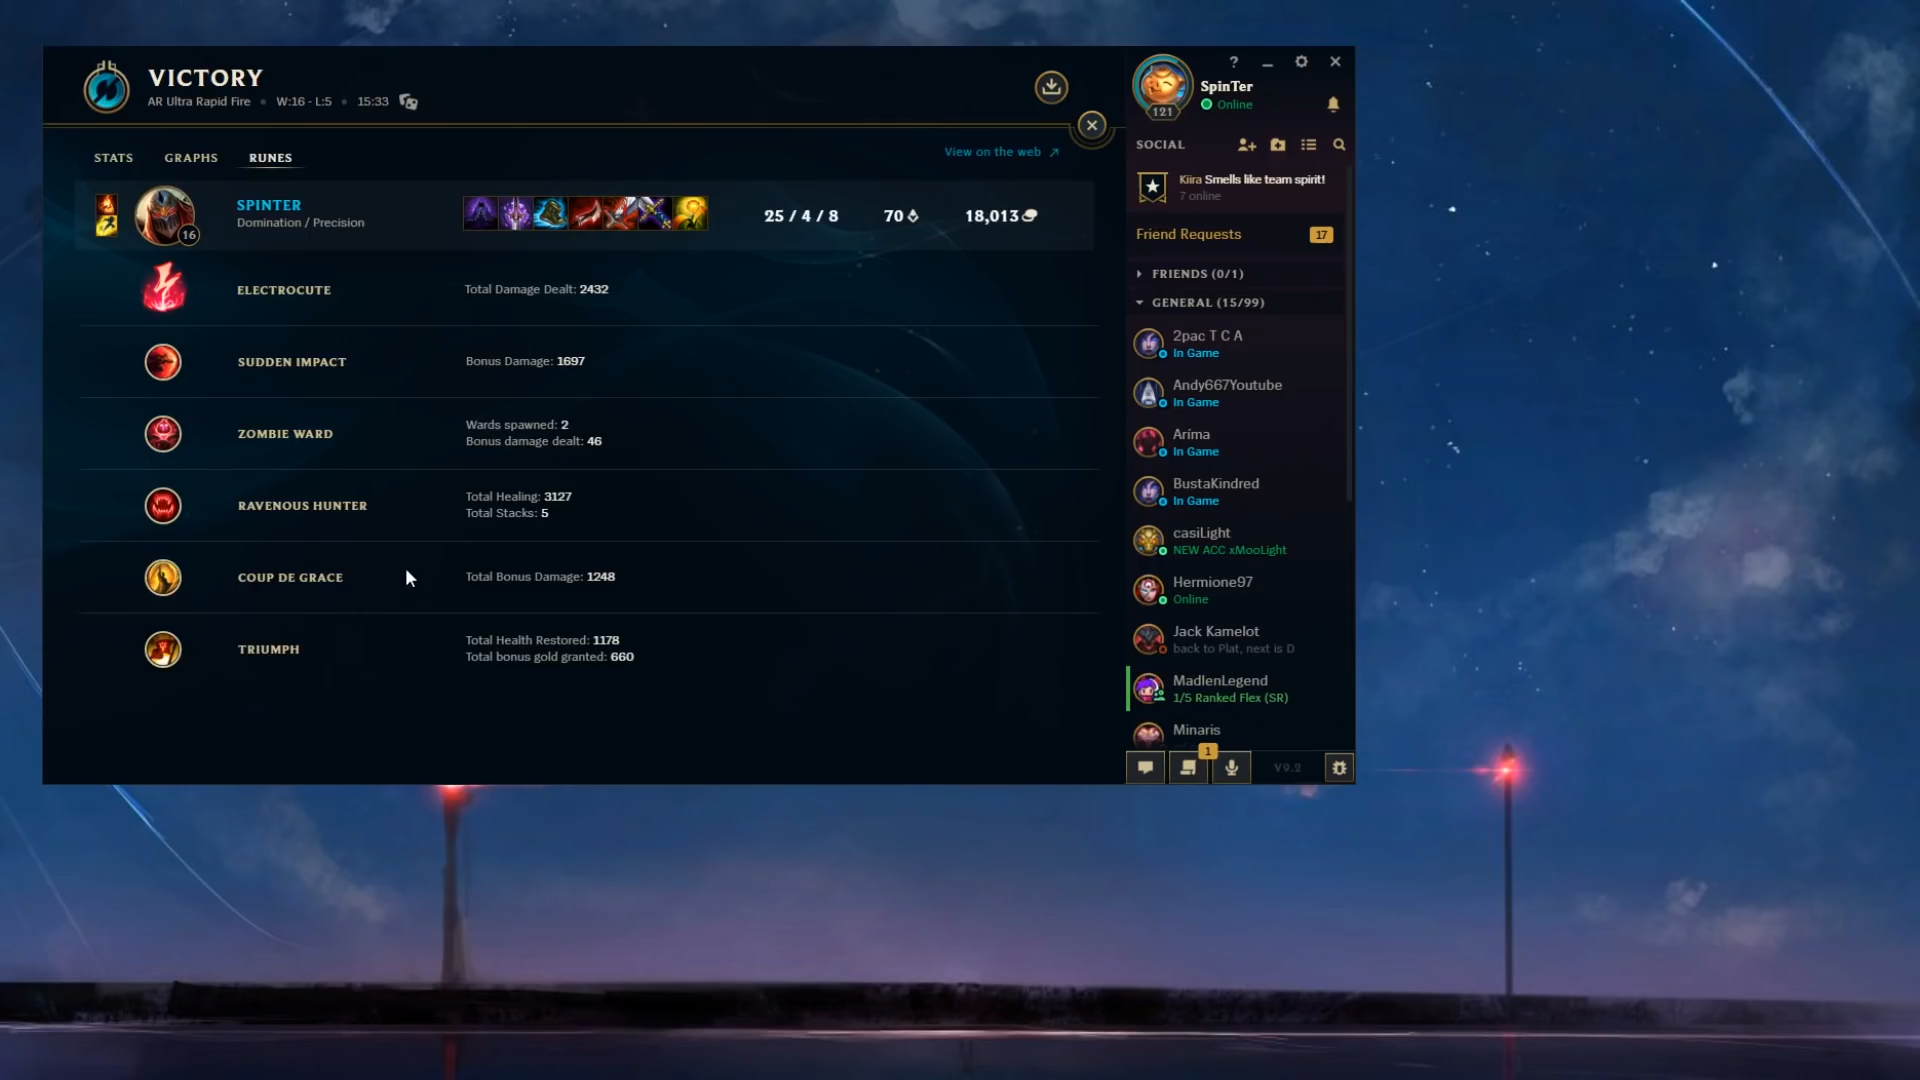 VICTORY
AR Ultra Rapid Fire • W:16 - L:5 • 15:33
STATS
GRAPHS
RUNES
View on the web
16
SPINTER
Domination / Precision
25 / 4 / 8
70
18,013
ELECTROCUTE
Total Damage Dealt: 2432
SUDDEN IMPACT
Bonus Damage: 1697
ZOMBIE WARD
Wards spawned: 2
Bonus damage dealt: 46
RAVENOUS HUNTER
Total Healing: 3127
Total Stacks: 5
COUP DE GRACE
Total Bonus Damage: 1248
TRIUMPH
Total Health Restored: 1178
Total bonus gold granted: 660
?
121
SpinTer
Online
SOCIAL
Kiira Smells like team spirit!
7 online
Friend Requests
17
FRIENDS (0/1)
GENERAL (15/99)
2pac T C A
In Game
Andy667Youtube
In Game
Aríma
In Game
BustaKindred
In Game
casiLight
NEW ACC xMooLight
Hermione97
Online
Jack Kamelot
back to Plat, next is D
MadlenLegend
1/5 Ranked Flex (SR)
Minaris
1
V9.2